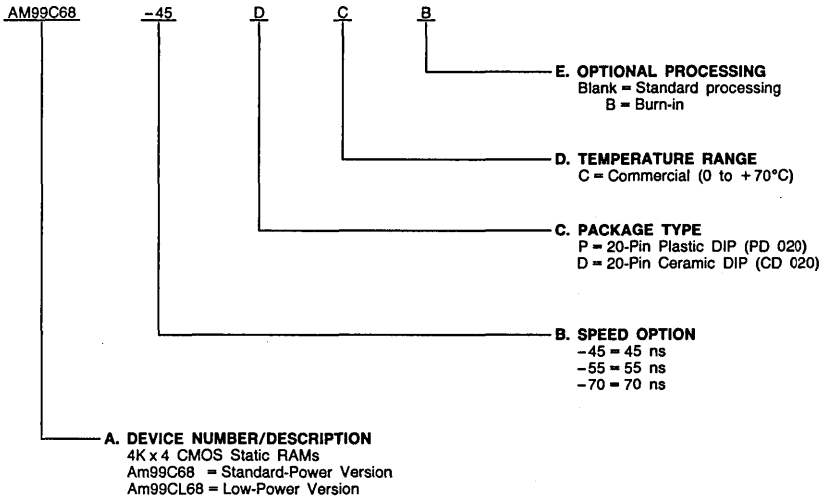 AM99C68 -45 D C B
E. OPTIONAL PROCESSING
Blank = Standard processing
B = Burn-in
D. TEMPERATURE RANGE
C = Commercial (0 to +70°C)
C. PACKAGE TYPE
P = 20-Pin Plastic DIP (PD 020)
D = 20-Pin Ceramic DIP (CD 020)
B. SPEED OPTION
-45 = 45 ns
-55 = 55 ns
-70 = 70 ns
A. DEVICE NUMBER/DESCRIPTION
4K x 4 CMOS Static RAMs
Am99C68 = Standard-Power Version
Am99CL68 = Low-Power Version